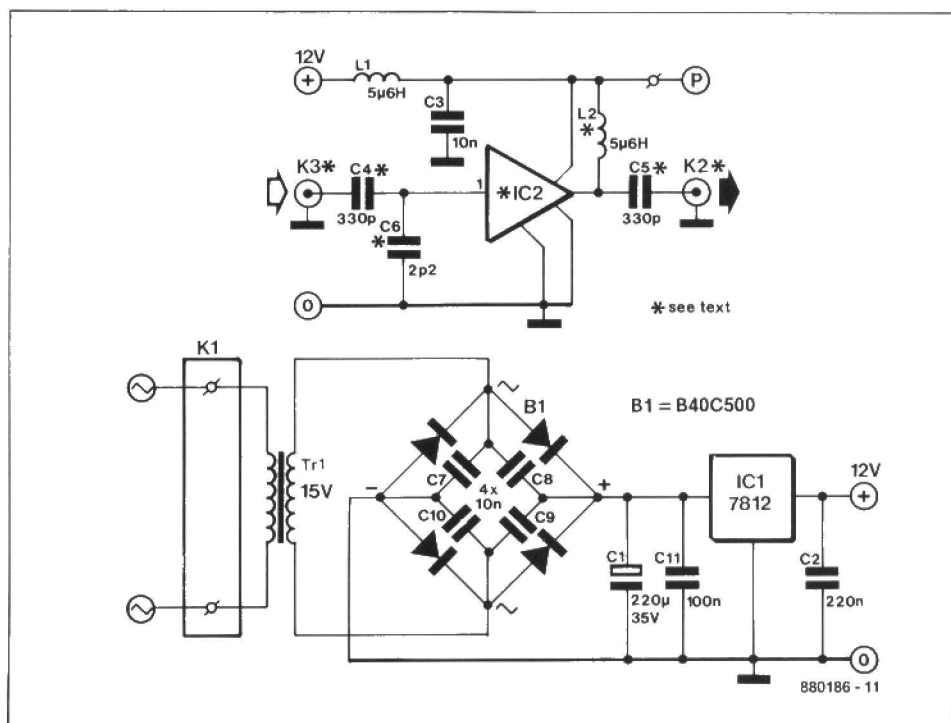 12V
+
L1
5µ6H
P
C3
10n
L2
*
5µ6H
K3*
C4*
330p
1
*IC2
C5*
330p
K2*
C6
*
2p2
O
* see text
K1
B1
B1 = B40C500
Tr1
15V
C7
C8
4x
10n
C10
C9
−
+
IC1
7812
12V
+
C1
220µ
35V
C11
100n
C2
220n
O
880186 - 11